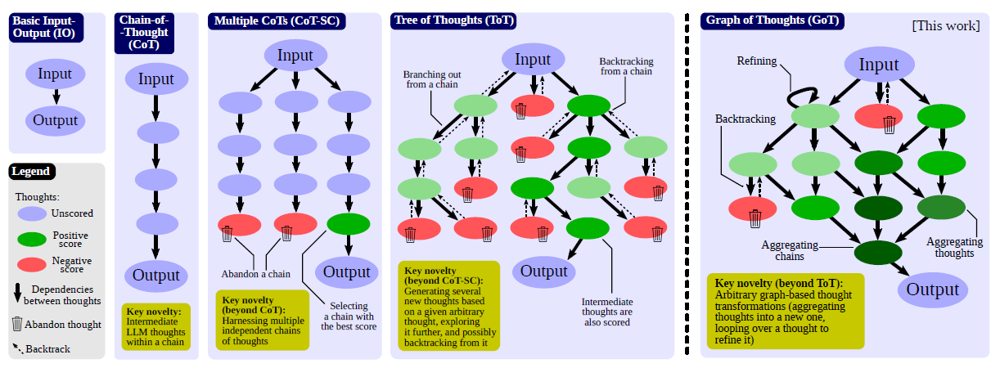 Basic Input-
Output (IO)
Input
Output
Legend
Thoughts:
Unscored
Positive
score
Negative
score
Dependencies
between thoughts
Abandon thought
Backtrack
Chain-of-
-Thought
(CoT)
Input
Output
Key novelty:
Intermediate
LLM thoughts
within a chain
Multiple CoTs (CoT-SC)
Input
Abandon a chain
Output
Key novelty
(beyond CoT):
Harnessing multiple
independent chains
of thoughts
Selecting
a chain with
the best score
Tree of Thoughts (ToT)
Input
Branching out
from a chain
Backtracking
from a chain
Output
Key novelty
(beyond CoT-SC):
Generating several
new thoughts based
on a given arbitrary
thought, exploring
it further, and possibly
backtracking from it
Intermediate
thoughts are
also scored
Graph of Thoughts (GoT)
[This work]
Refining
Input
Backtracking
Aggregating
chains
Aggregating
thoughts
Output
Key novelty (beyond ToT):
Arbitrary graph-based thought
transformations (aggregating
thoughts into a new one,
looping over a thought to
refine it)